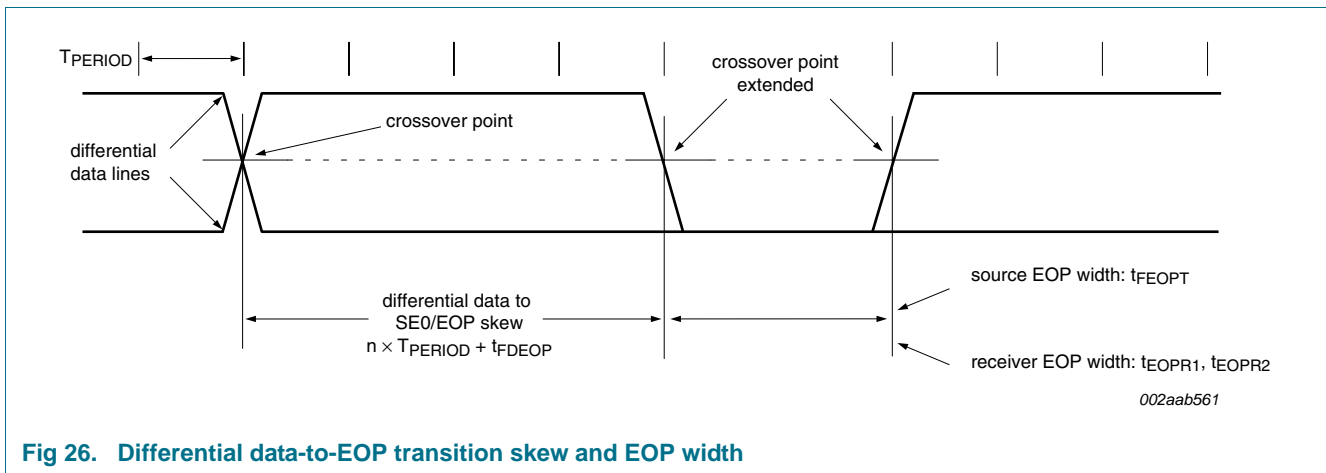 TPERIOD
crossover point
extended
crossover point
differential
data lines
differential data to
SE0/EOP skew
n × TPERIOD + tFDEOP
source EOP width: tFEOPT
receiver EOP width: tEOPR1, tEOPR2
002aab561
Fig 26. Differential data-to-EOP transition skew and EOP width